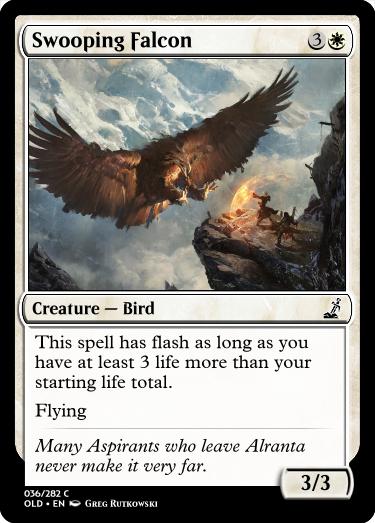 Swooping Falcon 3
Creature — Bird
This spell has flash as long as you
have at least 3 life more than your
starting life total.
Flying
Many Aspirants who leave Alranta
never make it very far.
3/3
036/282 C
OLD • EN Greg Rutkowski